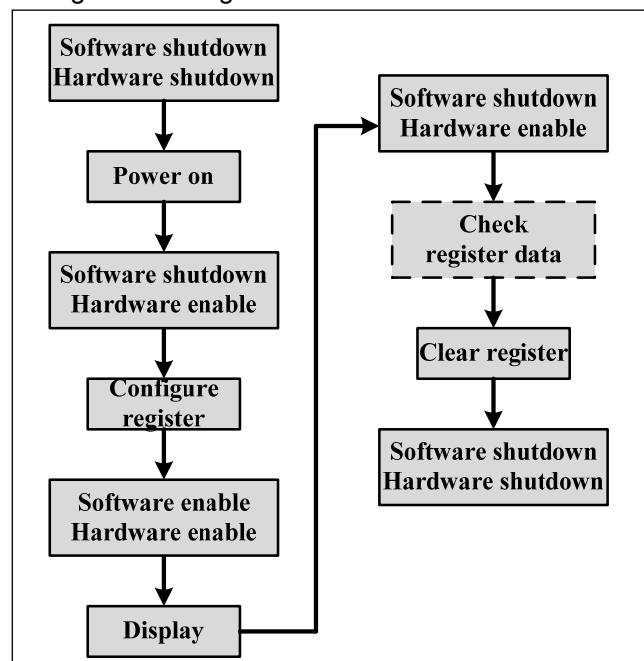 Software shutdown
Hardware shutdown
Power on
Software shutdown
Hardware enable
Configure
register
Software enable
Hardware enable
Display
Software shutdown
Hardware enable
Check
register data
Clear register
Software shutdown
Hardware shutdown